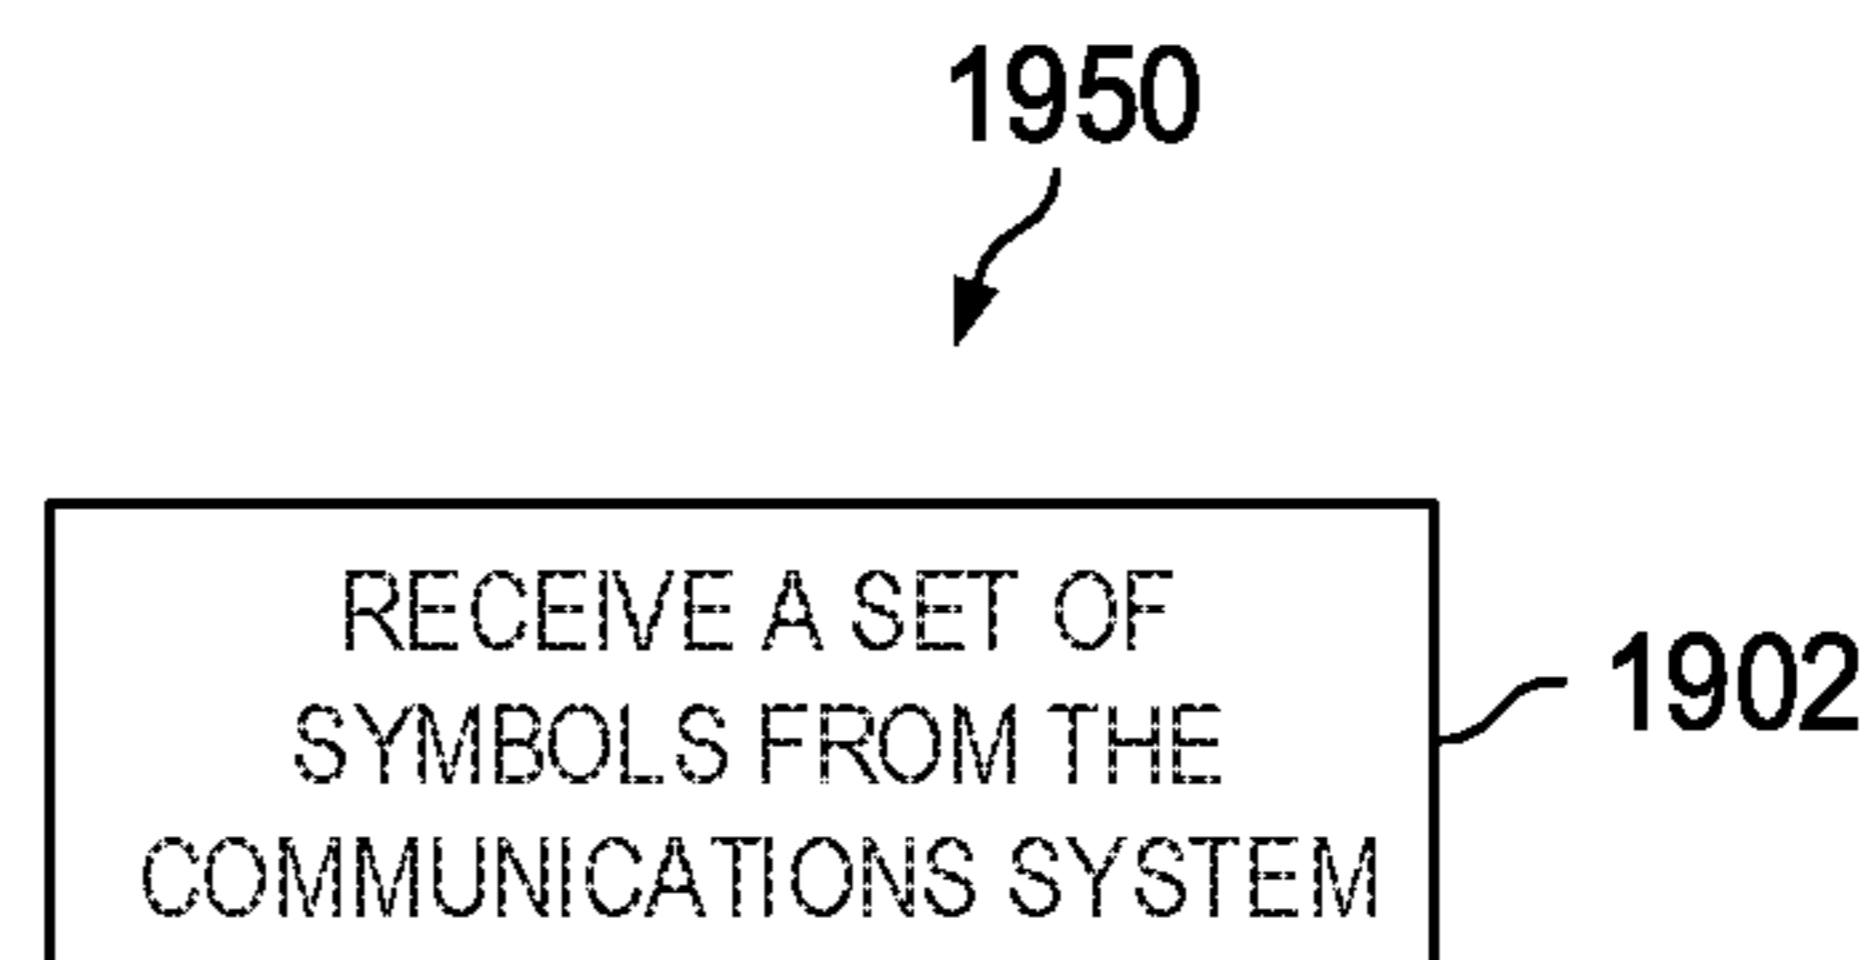 1950
RECEIVE A SET OF
SYMBOLS FROM THE
COMMUNICATIONS SYSTEM
1902